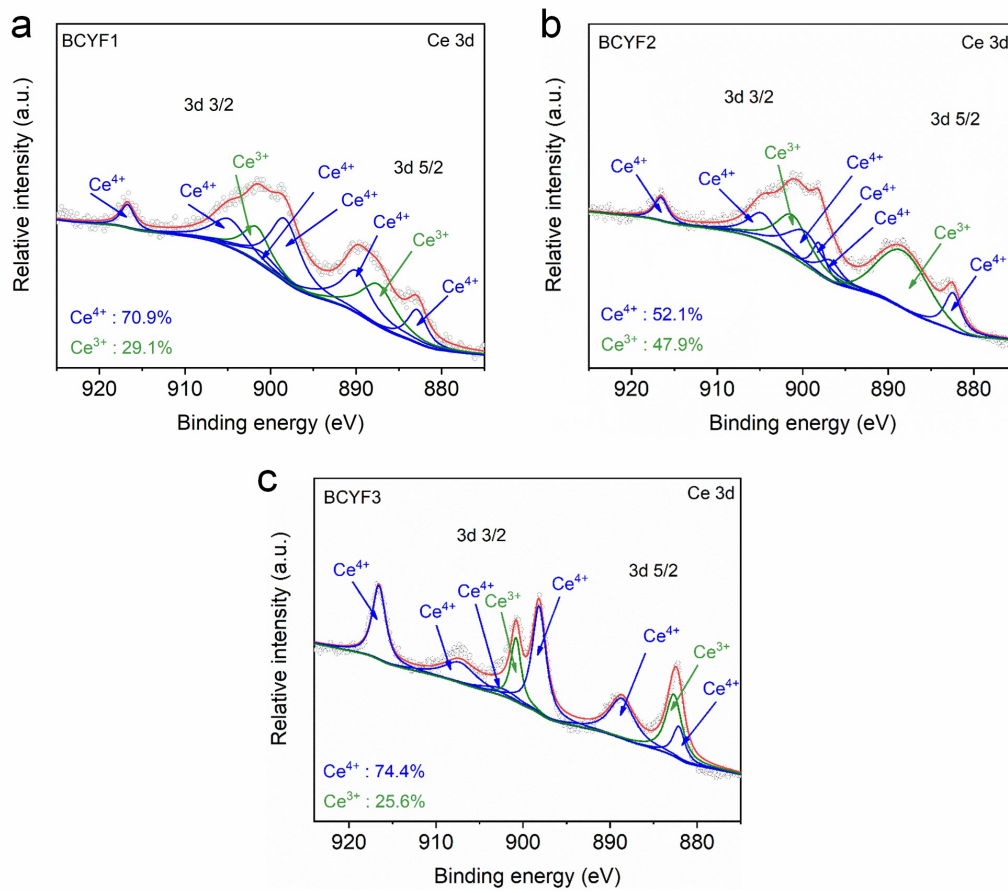 a
BCYF1
Ce 3d
3d 3/2
Ce3+
Ce4+
Ce4+
Ce4+
3d 5/2
Ce4+
Ce4+
Ce3+
Ce4+
Ce4+ : 70.9%
Ce3+ : 29.1%
920
910
900
890
880
Binding energy (eV)
Relative intensity (a.u.)
b
BCYF2
Ce 3d
3d 3/2
3d 5/2
Ce3+
Ce4+
Ce4+
Ce4+
Ce4+
Ce4+
Ce3+
Ce4+
Ce4+ : 52.1%
Ce3+ : 47.9%
920
910
900
890
880
Binding energy (eV)
Relative intensity (a.u.)
c
BCYF3
Ce 3d
3d 3/2
3d 5/2
Ce4+
Ce4+
Ce4+
Ce3+
Ce4+
Ce4+
Ce3+
Ce4+
Ce4+ : 74.4%
Ce3+ : 25.6%
920
910
900
890
880
Binding energy (eV)
Relative intensity (a.u.)